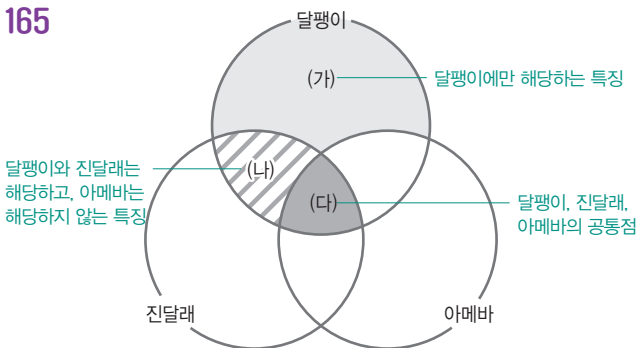 165
달팽이
(가)
달팽이에만 해당하는 특징
달팽이와 진달래는
해당하고, 아메바는
해당하지 않는 특징
(나)
(다)
달팽이, 진달래,
아메바의 공통점
진달래
아메바